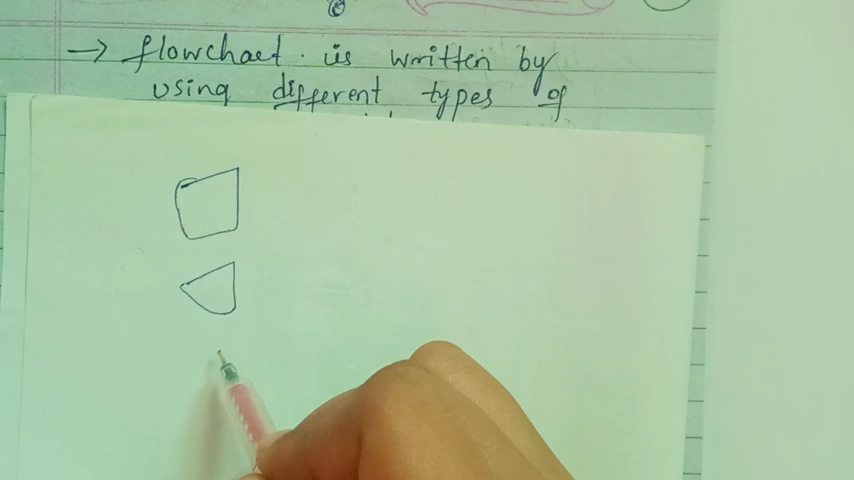 → flowchart is written by
using different types of